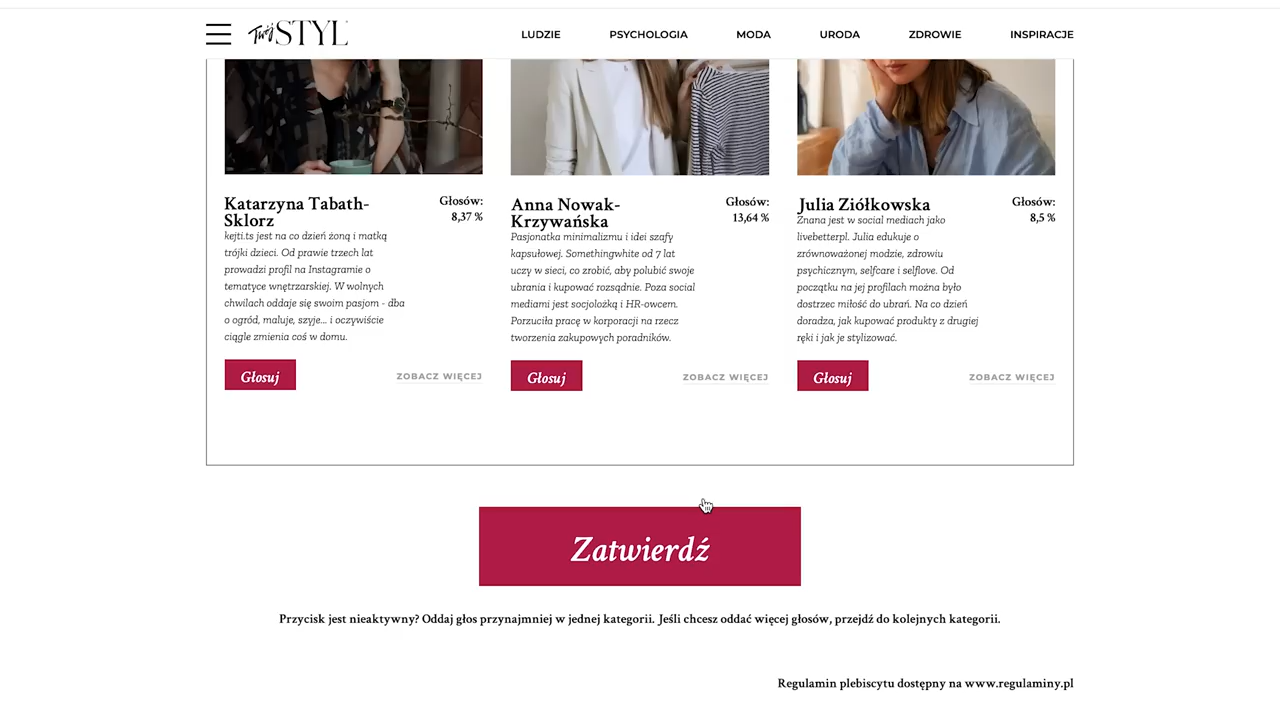 Twój STYL
LUDZIE PSYCHOLOGIA MODA URODA ZDROWIE INSPIRACJE
Katarzyna Tabath-
Sklorz
Głosów:
8,37 %
kejti.ts jest na co dzień żoną i matką
trójki dzieci. Od prawie trzech lat
prowadzi profil na Instagramie o
tematyce wnętrzarskiej. W wolnych
chwilach oddaje się swoim pasjom - dba
o ogród, maluje, szyje... i oczywiście
ciągle zmienia coś w domu.
Głosuj
ZOBACZ WIĘCEJ
Anna Nowak-
Krzywańska
Głosów:
13,64 %
Pasjonatka minimalizmu i idei szafy
kapsułowej. Somethingwhite od 7 lat
uczy w sieci, co zrobić, aby polubić swoje
ubrania i kupować rozsądnie. Poza social
mediami jest socjolożką i HR-owcem.
Porzuciła pracę w korporacji na rzecz
tworzenia zakupowych poradników.
Głosuj
ZOBACZ WIĘCEJ
Julia Ziółkowska
Głosów:
8,5 %
Znana jest w social mediach jako
livebetterpl. Julia edukuje o
zrównoważonej modzie, zdrowiu
psychicznym, selfcare i selflove. Od
początku na jej profilach można było
dostrzec miłość do ubrań. Na co dzień
doradza, jak kupować produkty z drugiej
ręki i jak je stylizować.
Głosuj
ZOBACZ WIĘCEJ
Zatwierdź
Przycisk jest nieaktywny? Oddaj głos przynajmniej w jednej kategorii. Jeśli chcesz oddać więcej głosów, przejdź do kolejnych kategorii.
Regulamin plebiscytu dostępny na www.regulaminy.pl